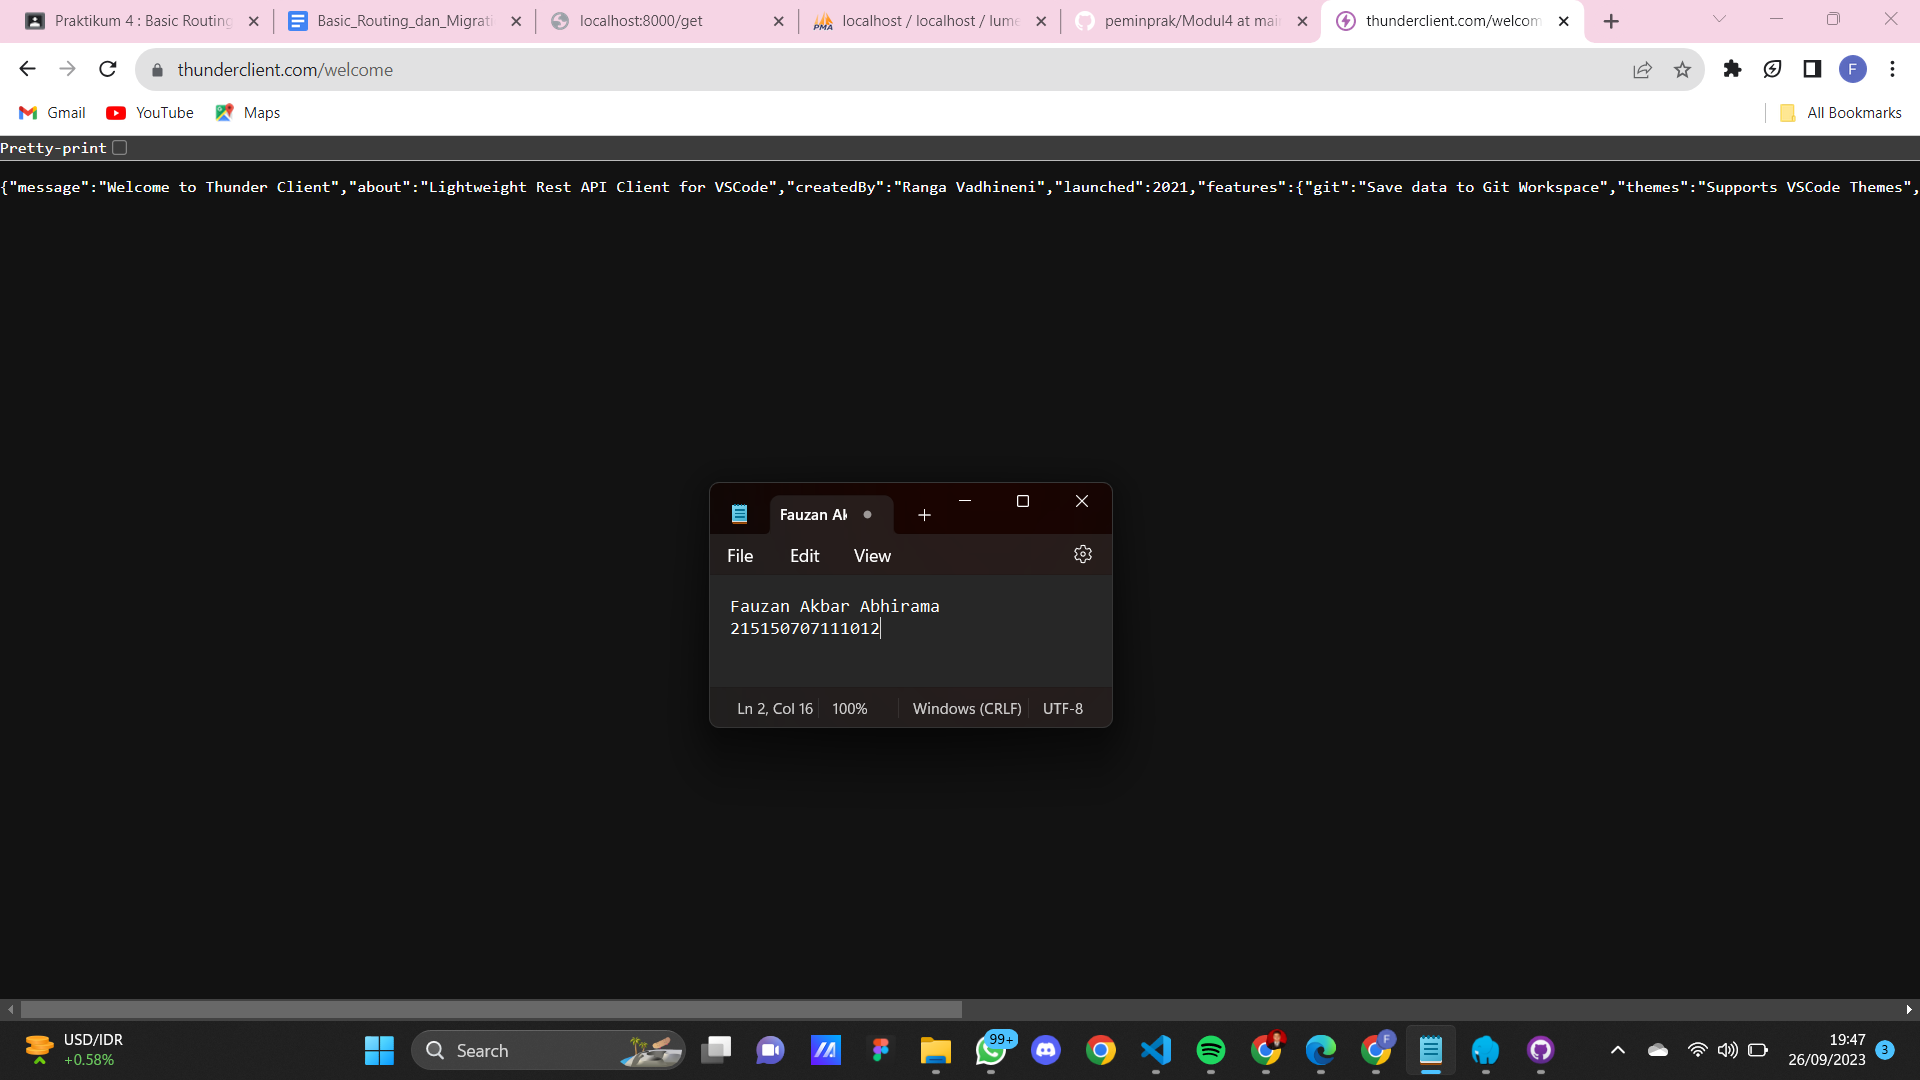 Praktikum 4 : Basic Routing
Basic_Routing_dan_Migrati
localhost:8000/get
localhost / localhost / lume
peminprak/Modul4 at mai
thunderclient.com/welcom
thunderclient.com/welcome
F
Gmail
YouTube
Maps
All Bookmarks
Pretty-print
{"message":"Welcome to Thunder Client","about":"Lightweight Rest API Client for VSCode","createdBy":"Ranga Vadhineni","launched":2021,"features":{"git":"Save data to Git Workspace","themes":"Supports VSCode Themes",
Fauzan Ak
File
Edit
View
Fauzan Akbar Abhirama
215150707111012
Ln 2, Col 16
100%
Windows (CRLF)
UTF-8
USD/IDR
+0.58%
Search
99+
F
19:47
26/09/2023
3